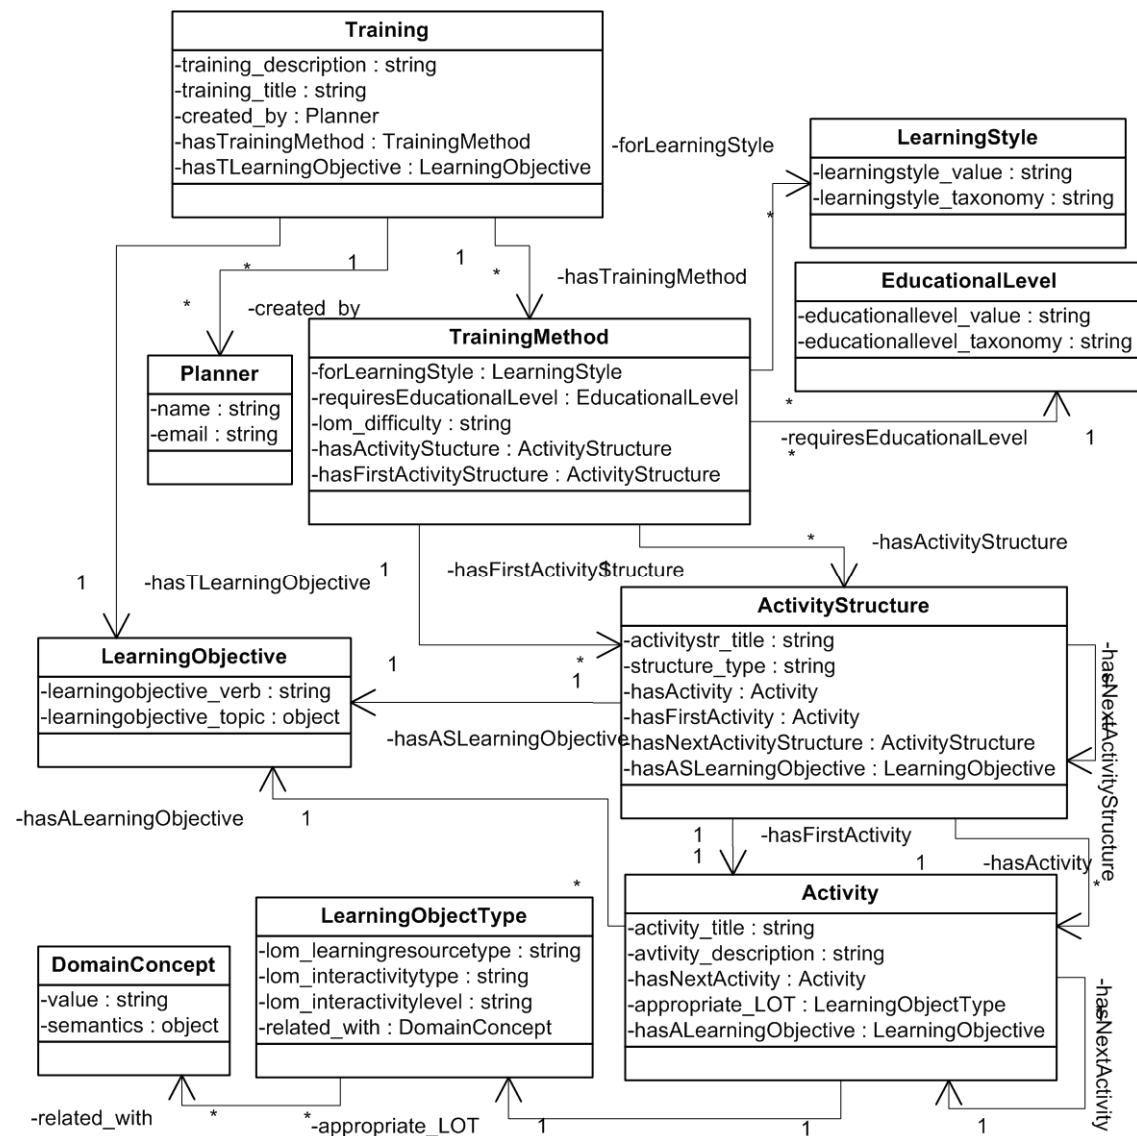 Training
-training_description : string
-training_title : string
-created_by : Planner
-hasTrainingMethod : TrainingMethod
-hasTLearningObjective : LearningObjective
-forLearningStyle
LearningStyle
-learningstyle_value : string
-learningstyle_taxonomy : string
*
1
*
1
*
-hasTrainingMethod
*
-created_by
EducationalLevel
-educationallevel_value : string
-educationallevel_taxonomy : string
TrainingMethod
-forLearningStyle : LearningStyle
-requiresEducationalLevel : EducationalLevel
-lom_difficulty : string
-hasActivityStucture : ActivityStructure
-hasFirstActivityStructure : ActivityStructure
Planner
-name : string
-email : string
*
-requiresEducationalLevel
1
*
*
-hasActivityStructure
1
-hasTLearningObjective
1
-hasFirstActivityStructure
1
ActivityStructure
-activitystr_title : string
-structure_type : string
-hasActivity : Activity
-hasFirstActivity : Activity
-hasNextActivityStructure : ActivityStructure
-hasASLearningObjective : LearningObjective
-hasNextActivityStructure
LearningObjective
-learningobjective_verb : string
-learningobjective_topic : object
1
*
1
-hasASLearningObjective
-hasALearningObjective
1
1
-hasFirstActivity
1
1
-hasActivity
*
*
Activity
-activity_title : string
-avtivity_description : string
-hasNextActivity : Activity
-appropriate_LOT : LearningObjectType
-hasALearningObjective : LearningObjective
-hasNextActivity
LearningObjectType
-lom_learningresourcetype : string
-lom_interactivitytype : string
-lom_interactivitylevel : string
-related_with : DomainConcept
DomainConcept
-value : string
-semantics : object
-related_with
*
*
-appropriate_LOT
1
1
1